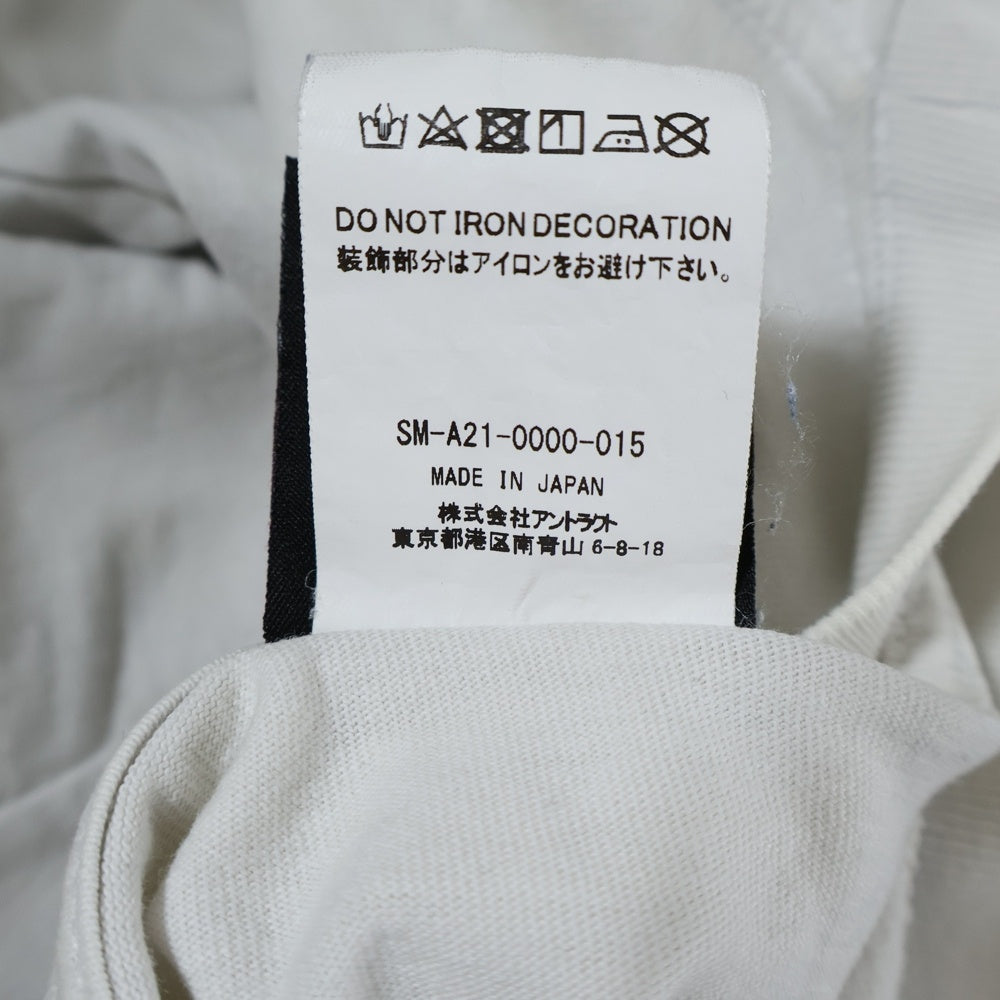 DO NOT IRON DECORATION
装飾部分はアイロンをお避け下さい。
SM-A21-0000-015
MADE IN JAPAN
株式会社アントラクト
東京都港区南青山 6-8-18